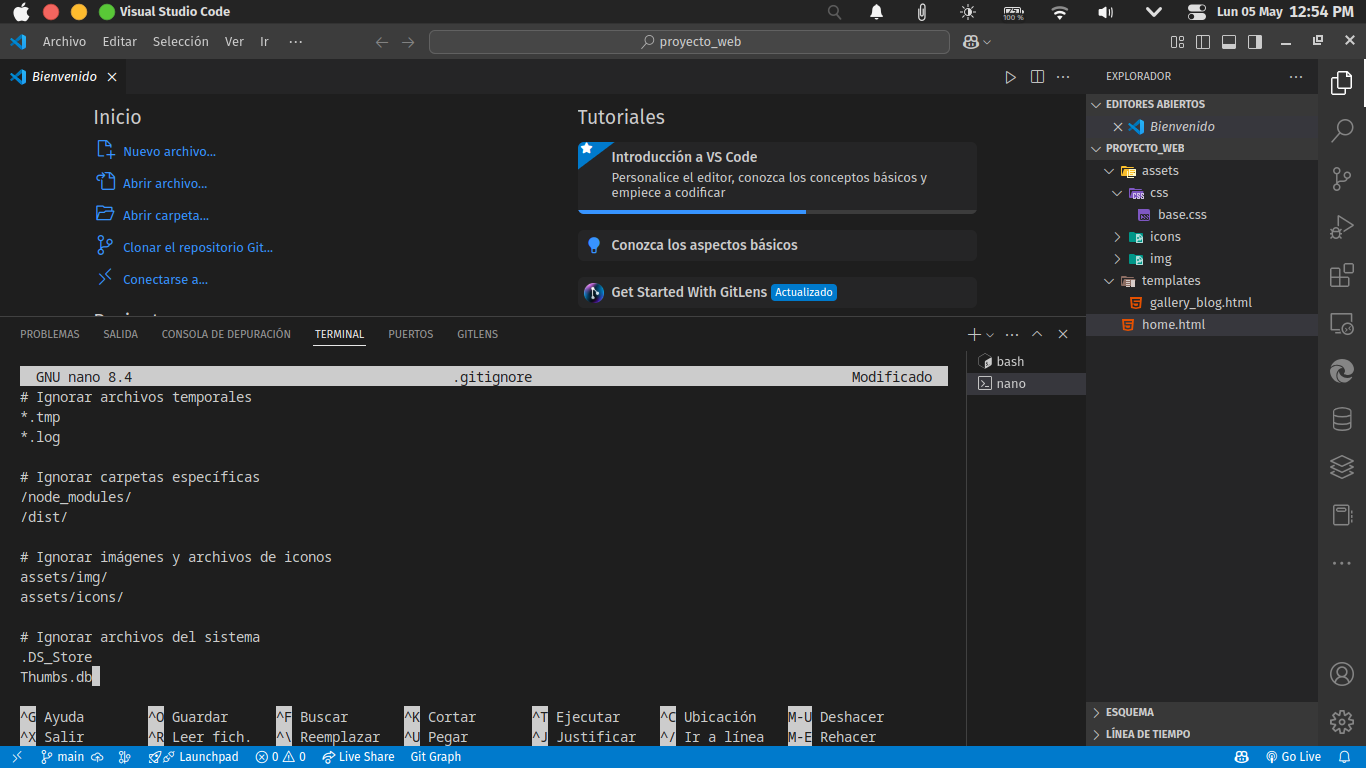 Visual Studio Code
100 %
Lun 05 May 12:54 PM
Archivo Editar Selección Ver Ir ···
proyecto_web
Bienvenido
Inicio
Nuevo archivo...
Abrir archivo...
Abrir carpeta...
Clonar el repositorio Git...
Conectarse a...
Tutoriales
Introducción a VS Code
Personalice el editor, conozca los conceptos básicos y
empiece a codificar
Conozca los aspectos básicos
Get Started With GitLens Actualizado
EXPLORADOR
EDITORES ABIERTOS
Bienvenido
PROYECTO_WEB
assets
css
base.css
icons
img
templates
gallery_blog.html
home.html
ESQUEMA
LÍNEA DE TIEMPO
PROBLEMAS SALIDA CONSOLA DE DEPURACIÓN TERMINAL PUERTOS GITLENS
bash
nano
GNU nano 8.4 .gitignore Modificado
# Ignorar archivos temporales
*.tmp
*.log
# Ignorar carpetas específicas
/node_modules/
/dist/
# Ignorar imágenes y archivos de iconos
assets/img/
assets/icons/
# Ignorar archivos del sistema
.DS_Store
Thumbs.db
^G Ayuda ^O Guardar ^F Buscar ^K Cortar ^T Ejecutar ^C Ubicación M-U Deshacer
^X Salir ^R Leer fich. ^\ Reemplazar ^U Pegar ^J Justificar ^/ Ir a línea M-E Rehacer
main Launchpad 0 0 Live Share Git Graph Go Live